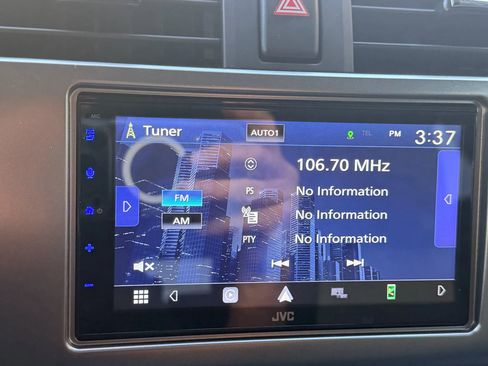 MIC
Tuner
AUTO1
TEL
PM 3:37
106.70 MHz
FM
PS No Information
AM
No Information
PTY No Information
JVC